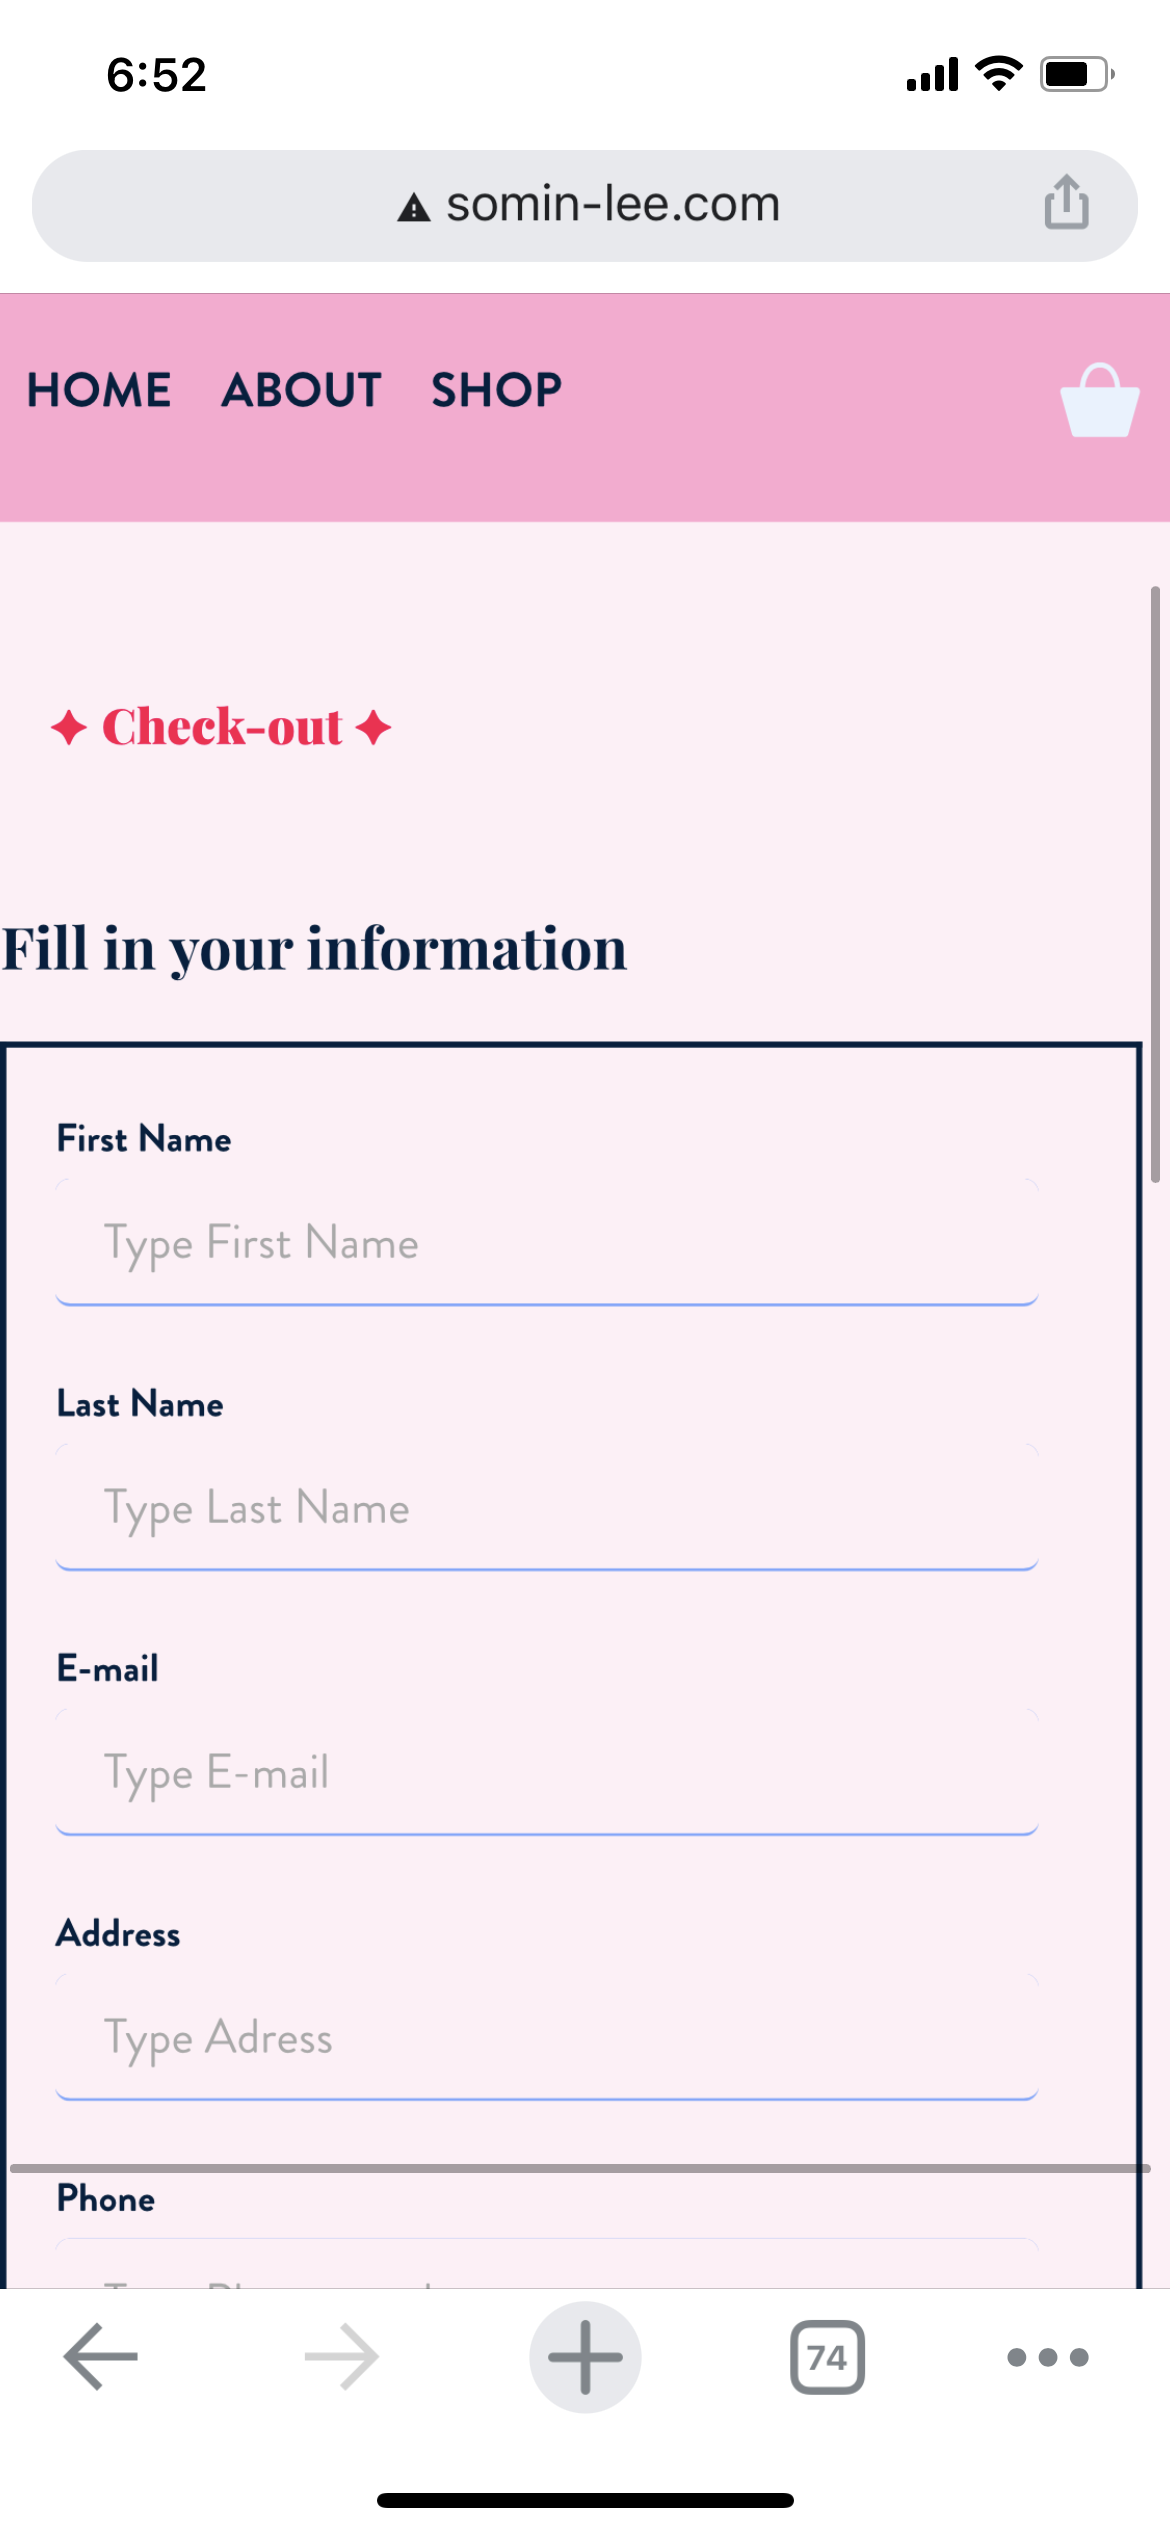 6:52
somin-lee.com
HOME ABOUT SHOP
✦ Check-out ✦
Fill in your information
First Name
Type First Name
Last Name
Type Last Name
E-mail
Type E-mail
Address
Type Adress
Phone
74